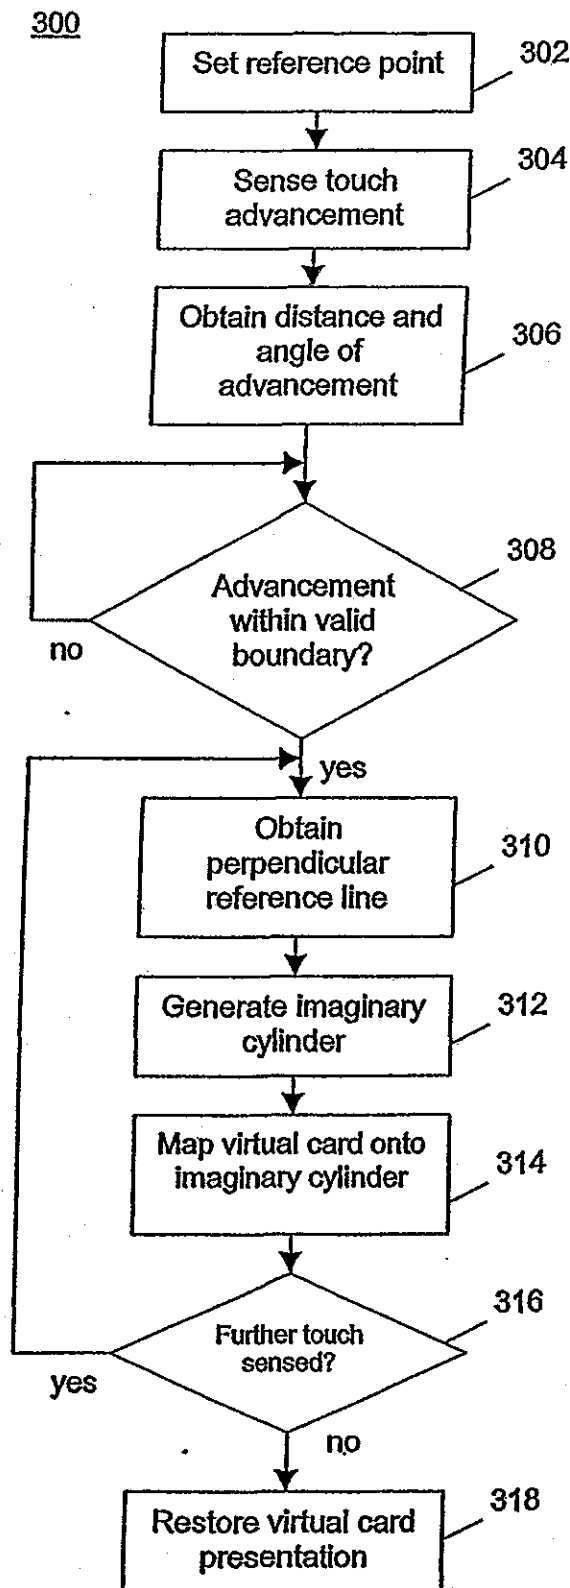 300
Set reference point
302
Sense touch
advancement
304
Obtain distance and
angle of
advancement
306
Advancement
within valid
boundary?
308
no
yes
Obtain
perpendicular
reference line
310
Generate imaginary
cylinder
312
Map virtual card onto
imaginary cylinder
314
Further touch
sensed?
316
yes
no
Restore virtual card
presentation
318